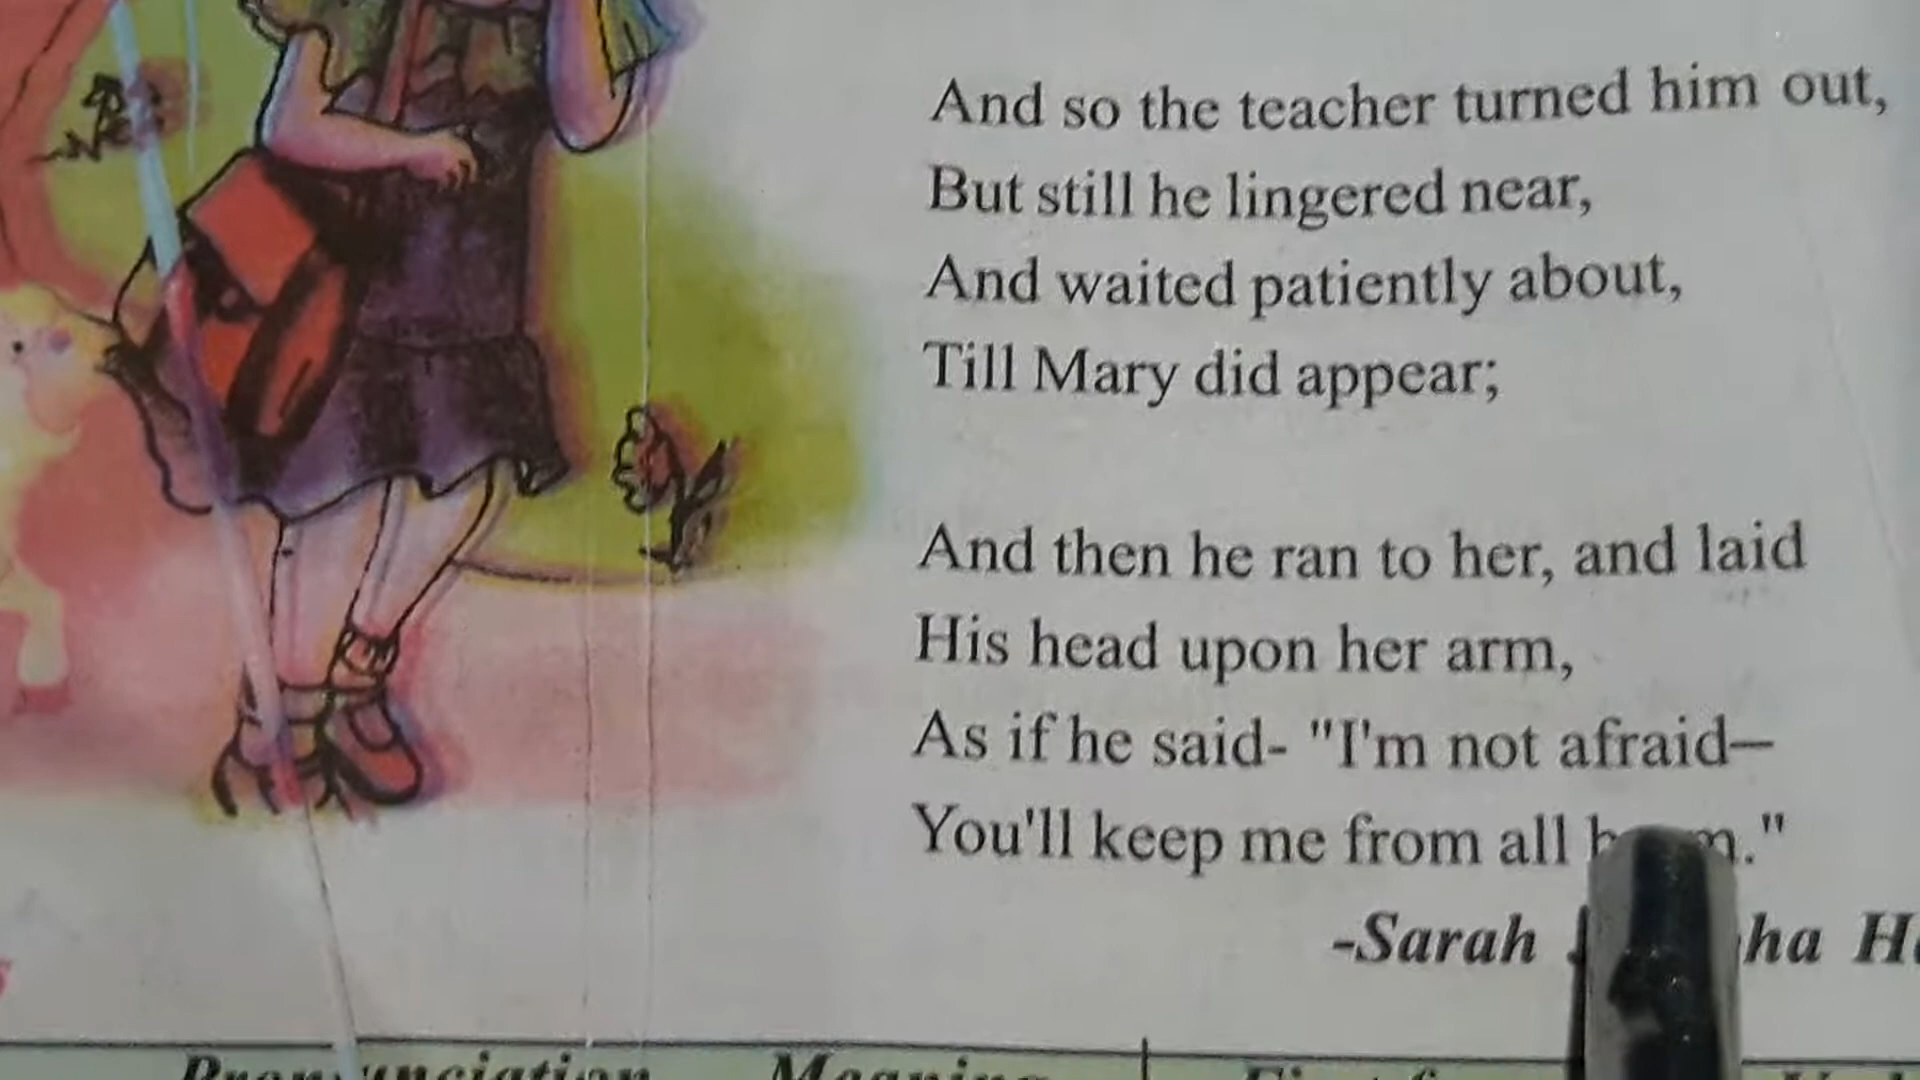 And so the teacher turned him out,
But still he lingered near,
And waited patiently about,
Till Mary did appear;
And then he ran to her, and laid
His head upon her arm,
As if he said- "I'm not afraid—
You'll keep me from all
-Sarah
Pronunciation Meaning